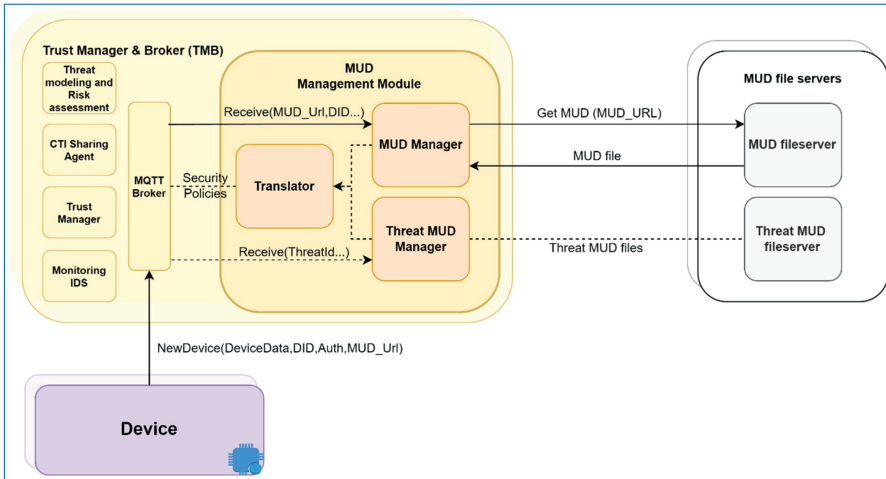 Trust Manager & Broker (TMB)
Threat
modeling and
Risk
assessment
CTI Sharing
Agent
Trust
Manager
Monitoring
IDS
MQTT
Broker
MUD
Management Module
Receive(MUD_Url,DID...)
MUD Manager
Security
Policies
Translator
Threat MUD
Manager
Receive(ThreatId...)
Get MUD (MUD_URL)
MUD file
Threat MUD files
MUD file servers
MUD fileserver
Threat MUD
fileserver
NewDevice(DeviceData,DID,Auth,MUD_Url)
Device